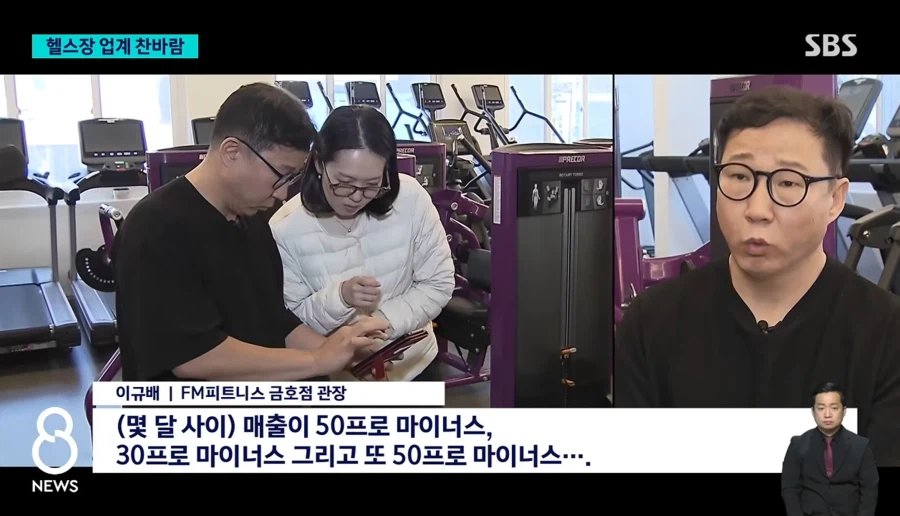 헬스장 업계 찬바람
SBS
PRECOR
이규배 | FM피트니스 금호점 관장
(몇 달 사이) 매출이 50프로 마이너스,
30프로 마이너스 그리고 또 50프로 마이너스….
8
NEWS